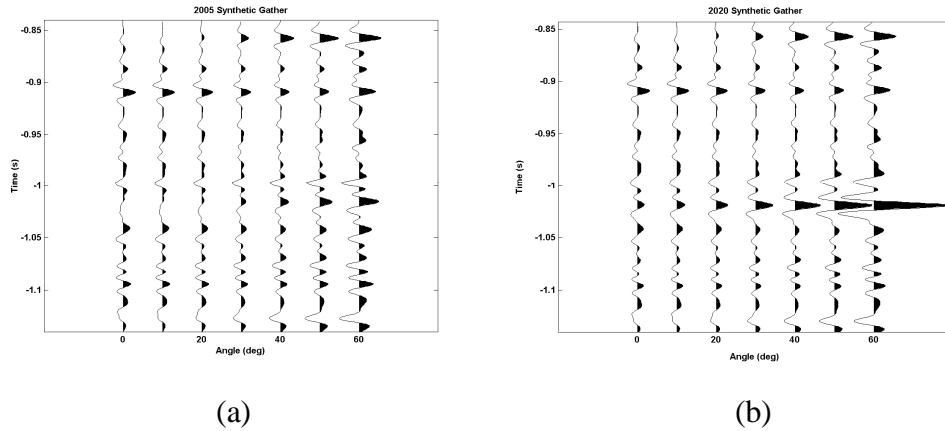 2005 Synthetic Gather
-0.85
-0.9
-0.95
-1
-1.05
-1.1
Time (s)
0 20 40 60
Angle (deg)
(a)
2020 Synthetic Gather
-0.85
-0.9
-0.95
-1
-1.05
-1.1
Time (s)
0 20 40 60
Angle (deg)
(b)